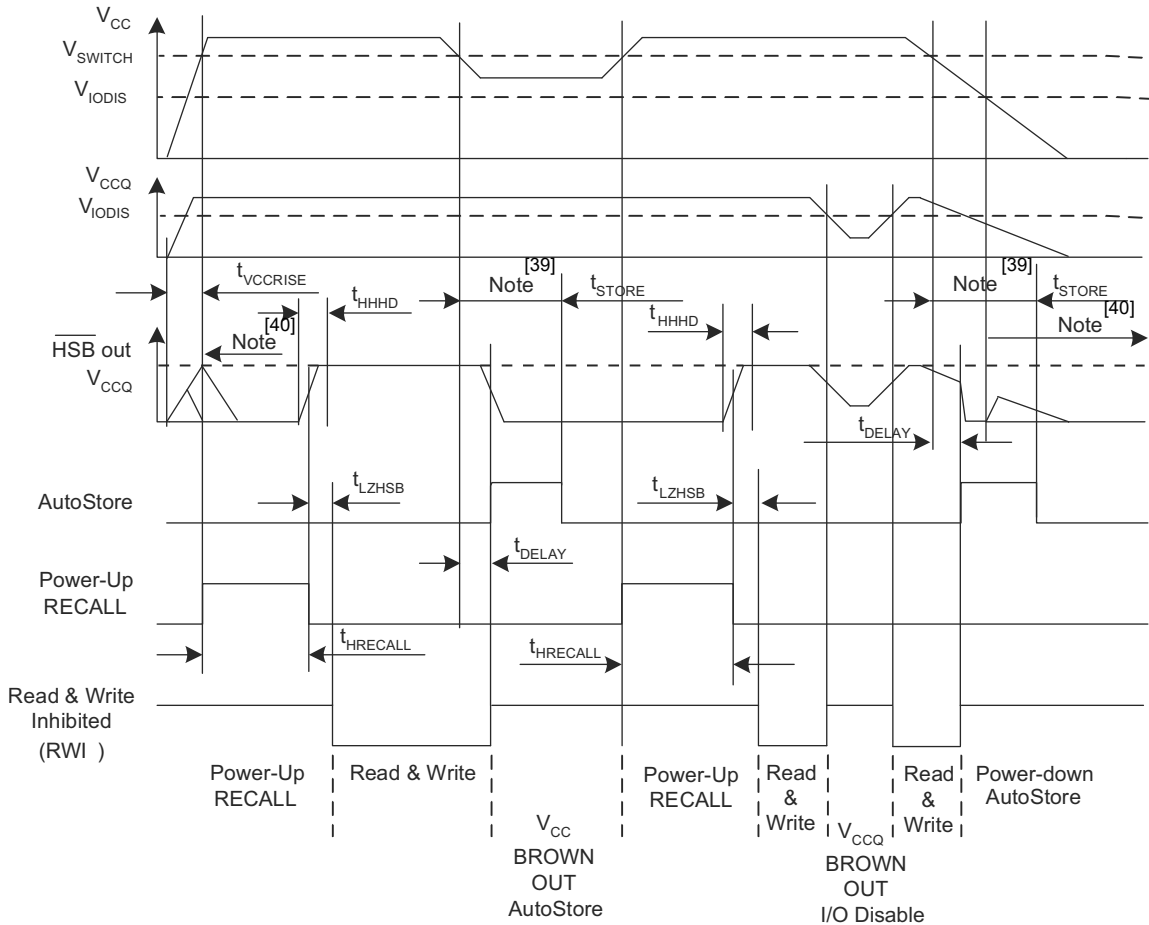 VCC
VSWITCH
VIODIS
VCCQ
VIODIS
tVCCRISE
tHHHD
Note[39]
tSTORE
tHHHD
Note[39]
tSTORE
Note[40]
Note[40]
HSB out
VCCQ
tDELAY
tLZHSB
tLZHSB
AutoStore
tDELAY
Power-Up
RECALL
tHRECALL
tHRECALL
Read & Write
Inhibited
(RWI )
Power-Up
RECALL
Read & Write
VCC
BROWN
OUT
AutoStore
Power-Up
RECALL
Read
&
Write
VCCQ
BROWN
OUT
I/O Disable
Read
&
Write
Power-down
AutoStore